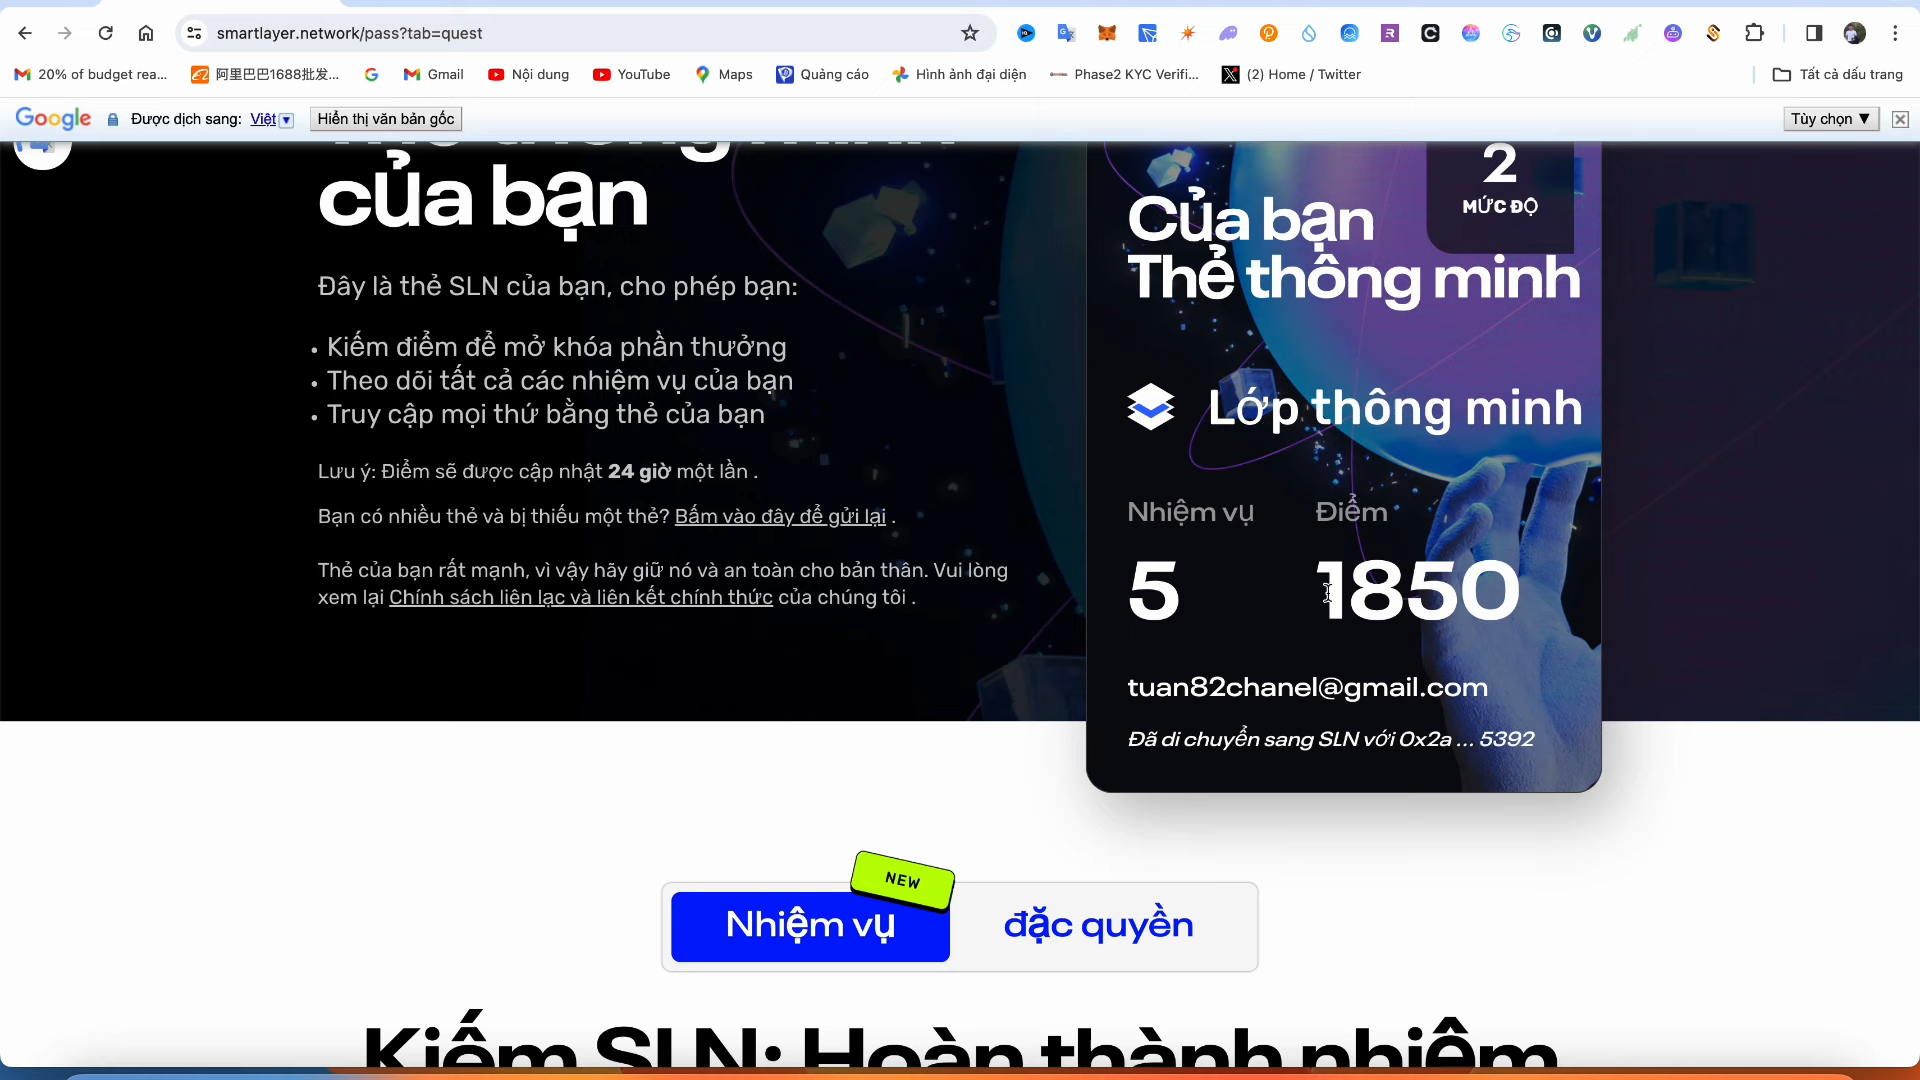 smartlayer.network/pass?tab=quest
20% of budget rea...
阿里巴巴1688批发...
Gmail
Nội dung
YouTube
Maps
Quảng cáo
Hình ảnh đại diện
Phase2 KYC Verifi...
(2) Home / Twitter
Tất cả dấu trang
Google
Được dịch sang: Việt
Hiển thị văn bản gốc
Tùy chọn ▼
của bạn
Đây là thẻ SLN của bạn, cho phép bạn:
• Kiếm điểm để mở khóa phần thưởng
• Theo dõi tất cả các nhiệm vụ của bạn
• Truy cập mọi thứ bằng thẻ của bạn
Lưu ý: Điểm sẽ được cập nhật 24 giờ một lần .
Bạn có nhiều thẻ và bị thiếu một thẻ? Bấm vào đây để gửi lại .
Thẻ của bạn rất mạnh, vì vậy hãy giữ nó và an toàn cho bản thân. Vui lòng
xem lại Chính sách liên lạc và liên kết chính thức của chúng tôi .
2
MỨC ĐỘ
Của bạn
Thẻ thông minh
Lớp thông minh
Nhiệm vụ
Điểm
5
1850
tuan82chanel@gmail.com
Đã di chuyển sang SLN với 0x2a ... 5392
NEW
Nhiệm vụ
đặc quyền
Kiếm SLN: Hoàn thành nhiệm